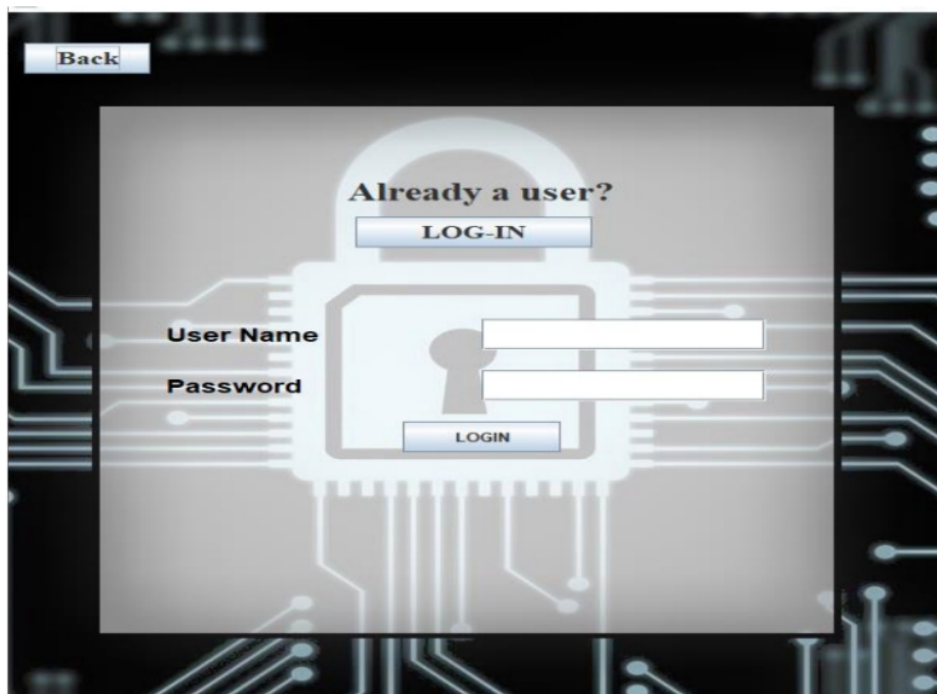 Back
Already a user?
LOG-IN
User Name
Password
LOGIN